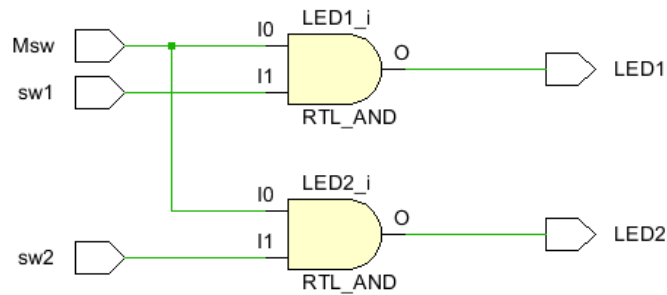 LED1_i
Msw
I0
O
LED1
sw1
I1
RTL_AND
LED2_i
I0
O
LED2
sw2
I1
RTL_AND